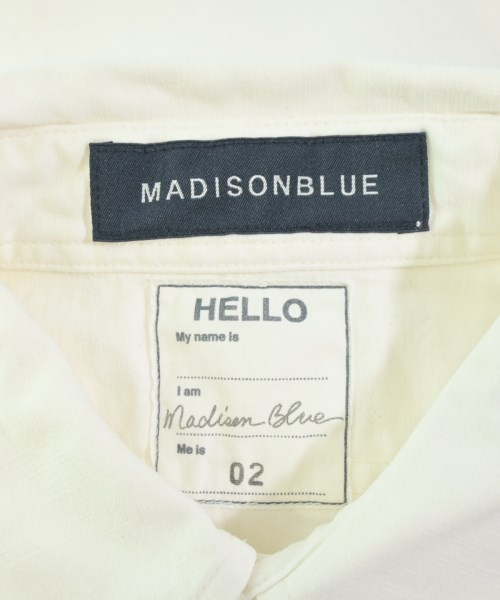 MADISONBLUE
HELLO
My name is
I am
Madison Blue
Me is
02